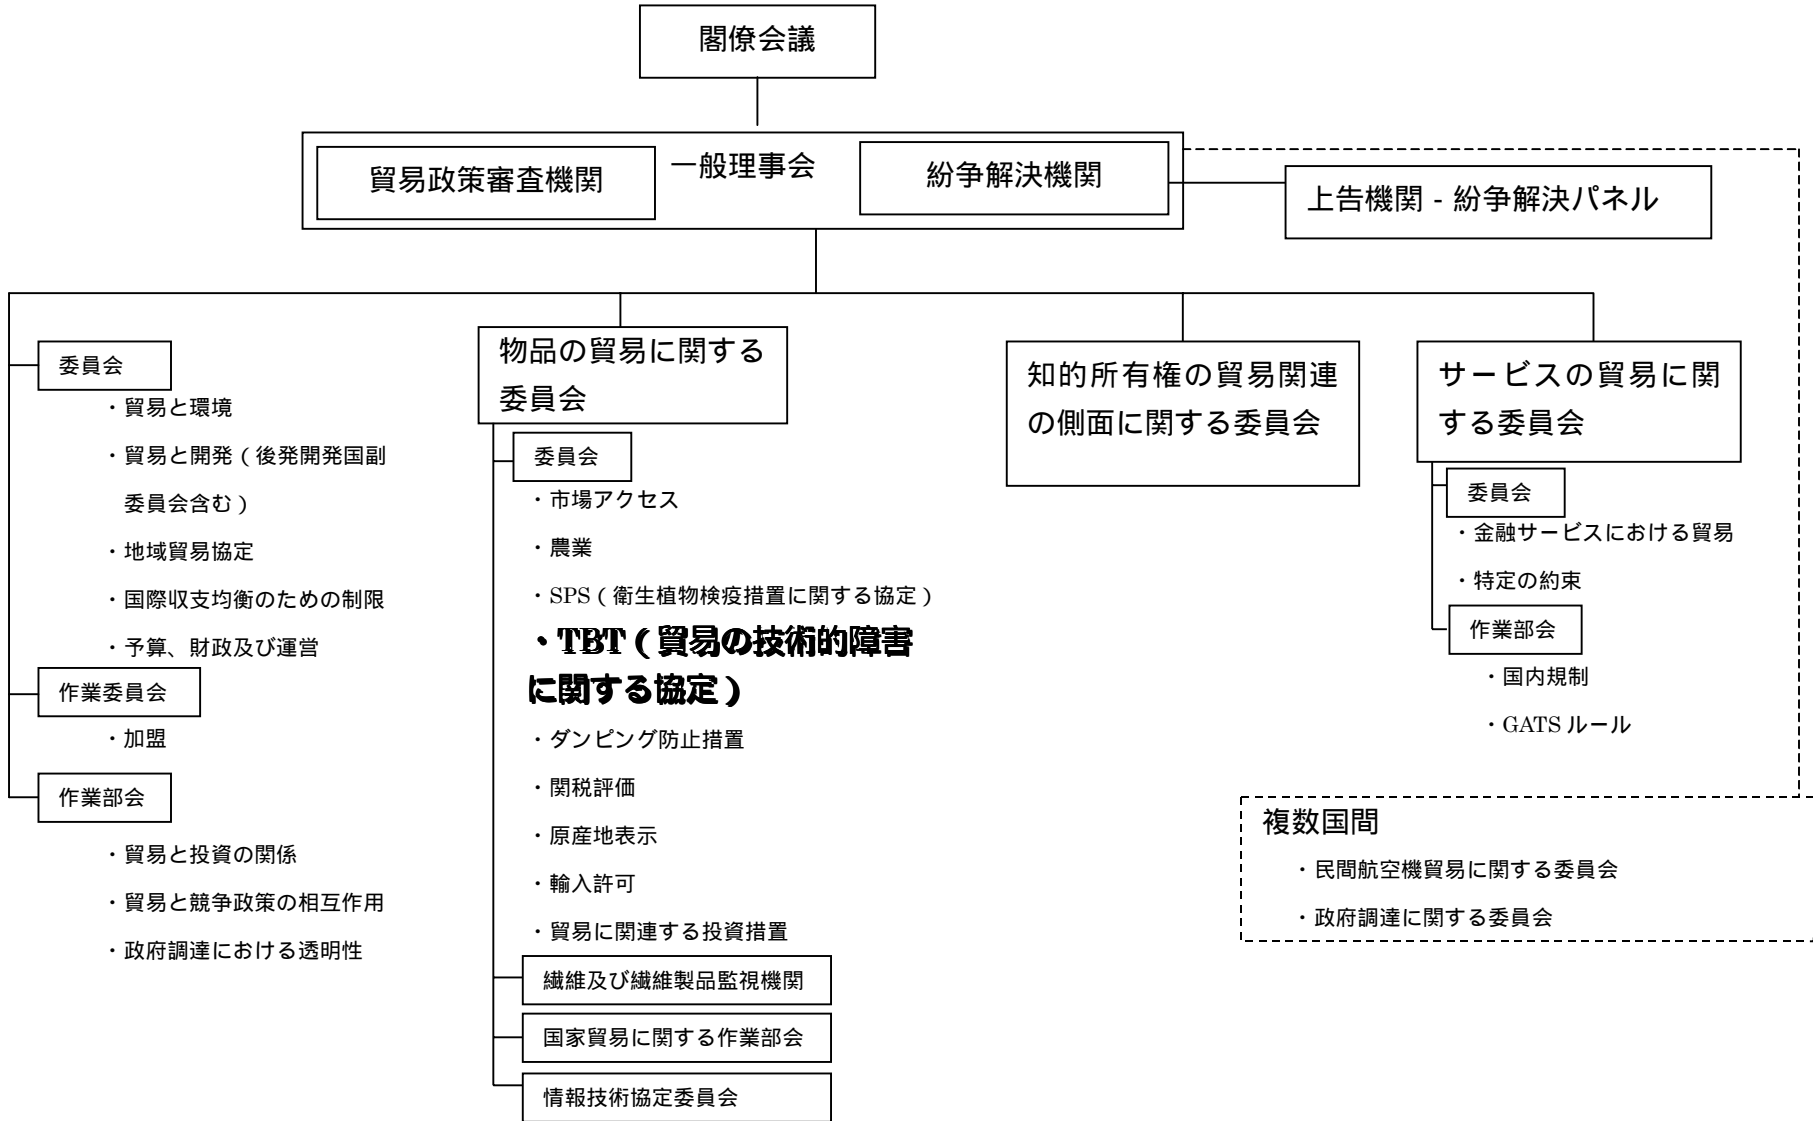 閣僚会議
貿易政策審査機関
一般理事会
紛争解決機関
上告機関 - 紛争解決パネル
委員会
・貿易と環境
・貿易と開発（後発開発国副
委員会含む）
・地域貿易協定
・国際収支均衡のための制限
・予算、財政及び運営
作業委員会
・加盟
作業部会
・貿易と投資の関係
・貿易と競争政策の相互作用
・政府調達における透明性
物品の貿易に関する
委員会
委員会
・市場アクセス
・農業
・SPS（衛生植物検疫措置に関する協定）
・TBT（貿易の技術的障害
に関する協定）
・ダンピング防止措置
・関税評価
・原産地表示
・輸入許可
・貿易に関連する投資措置
繊維及び繊維製品監視機関
国家貿易に関する作業部会
情報技術協定委員会
知的所有権の貿易関連
の側面に関する委員会
サービスの貿易に関
する委員会
委員会
・金融サービスにおける貿易
・特定の約束
作業部会
・国内規制
・GATS ルール
複数国間
・民間航空機貿易に関する委員会
・政府調達に関する委員会